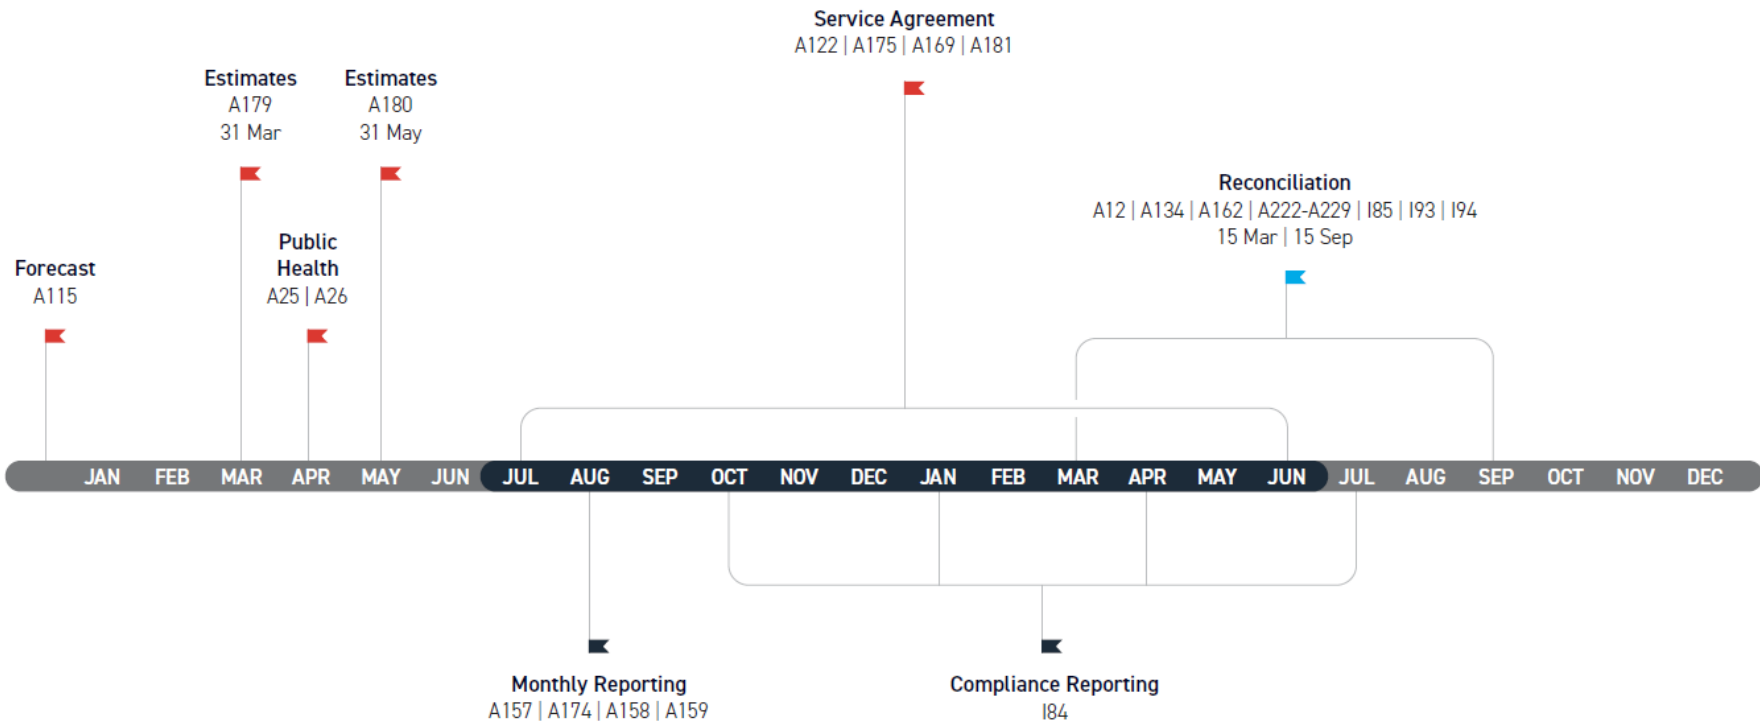 Service Agreement
A122 | A175 | A169 | A181
Estimates
A179
31 Mar
Estimates
A180
31 May
Reconciliation
A12 | A134 | A162 | A222-A229 | I85 | I93 | I94
15 Mar | 15 Sep
Public
Health
A25 | A26
Forecast
A115
JAN FEB MAR APR MAY JUN JUL AUG SEP OCT NOV DEC JAN FEB MAR APR MAY JUN JUL AUG SEP OCT NOV DEC
Monthly Reporting
A157 | A174 | A158 | A159
Compliance Reporting
I84